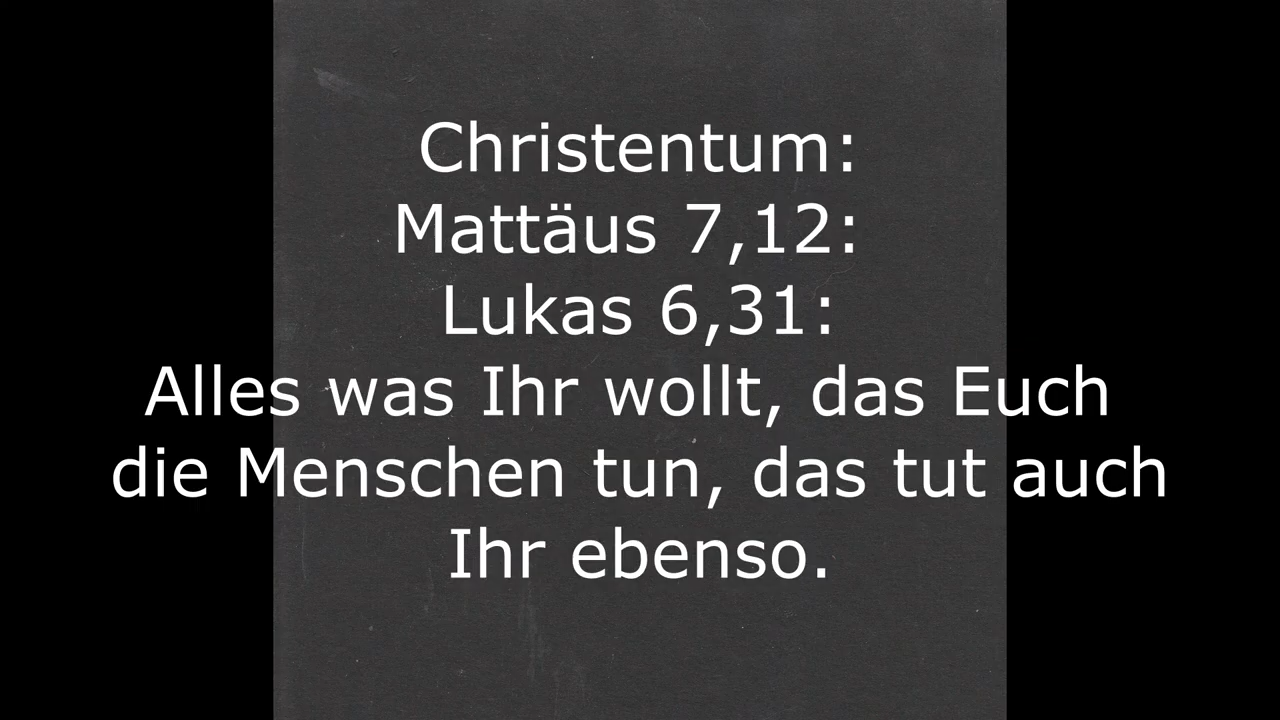 Christentum:
Mattäus 7,12:
Lukas 6,31:
Alles was Ihr wollt, das Euch
die Menschen tun, das tut auch
Ihr ebenso.